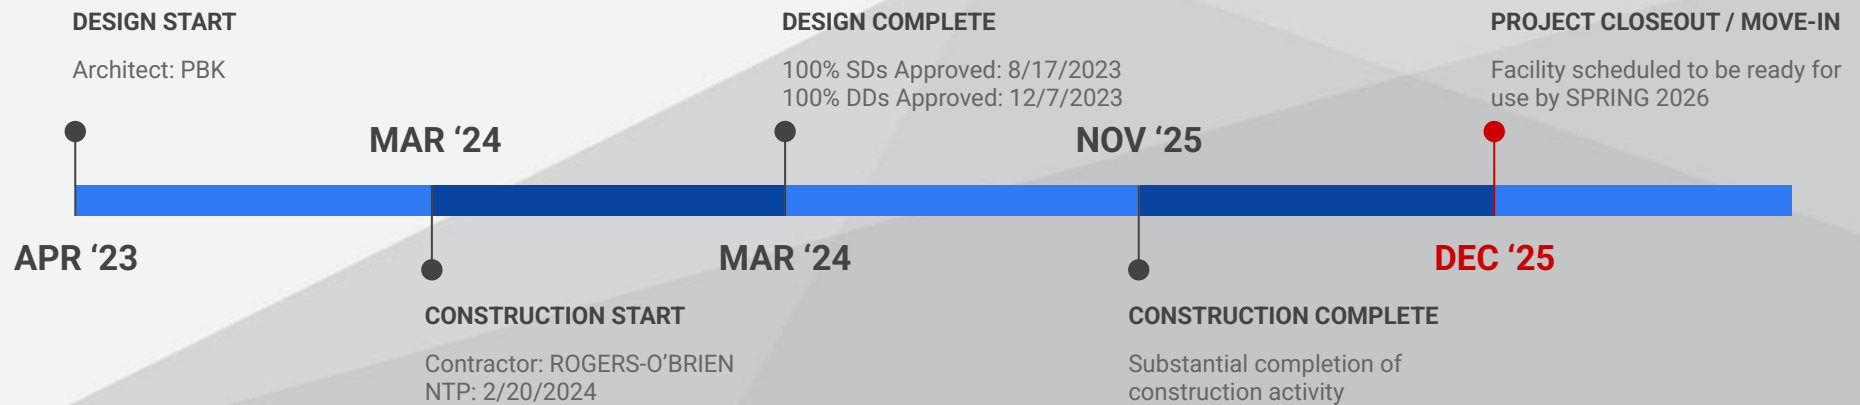 DESIGN START
Architect: PBK
APR ‘23
MAR ‘24
CONSTRUCTION START
Contractor: ROGERS-O’BRIEN
NTP: 2/20/2024
DESIGN COMPLETE
100% SDs Approved: 8/17/2023
100% DDs Approved: 12/7/2023
MAR ‘24
NOV ‘25
CONSTRUCTION COMPLETE
Substantial completion of
construction activity
PROJECT CLOSEOUT / MOVE-IN
Facility scheduled to be ready for
use by SPRING 2026
DEC ‘25